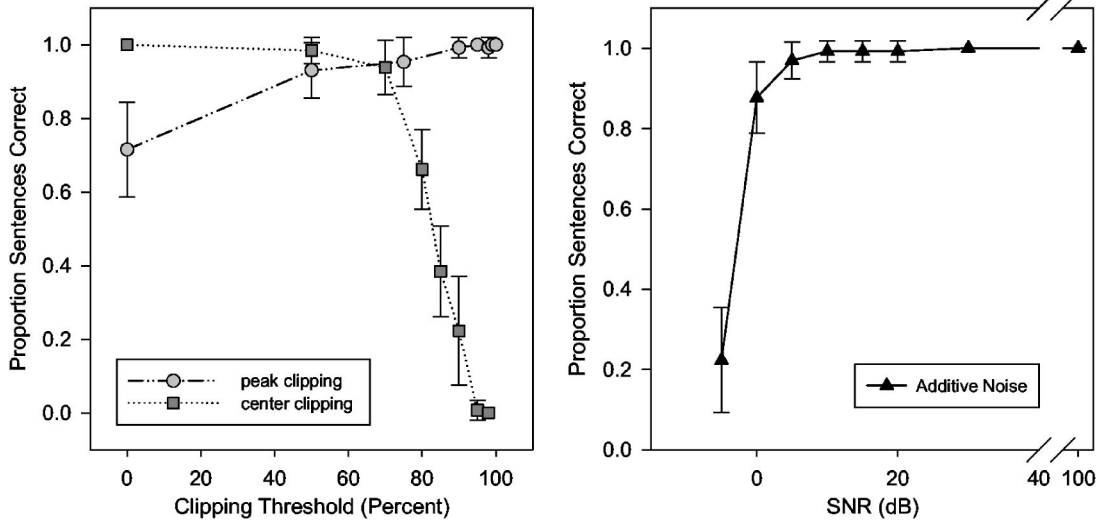 Proportion Sentences Correct
1.0
0.8
0.6
0.4
0.2
0.0
peak clipping
center clipping
0 20 40 60 80 100
Clipping Threshold (Percent)
Proportion Sentences Correct
1.0
0.8
0.6
0.4
0.2
0.0
Additive Noise
0 20 40 100
SNR (dB)